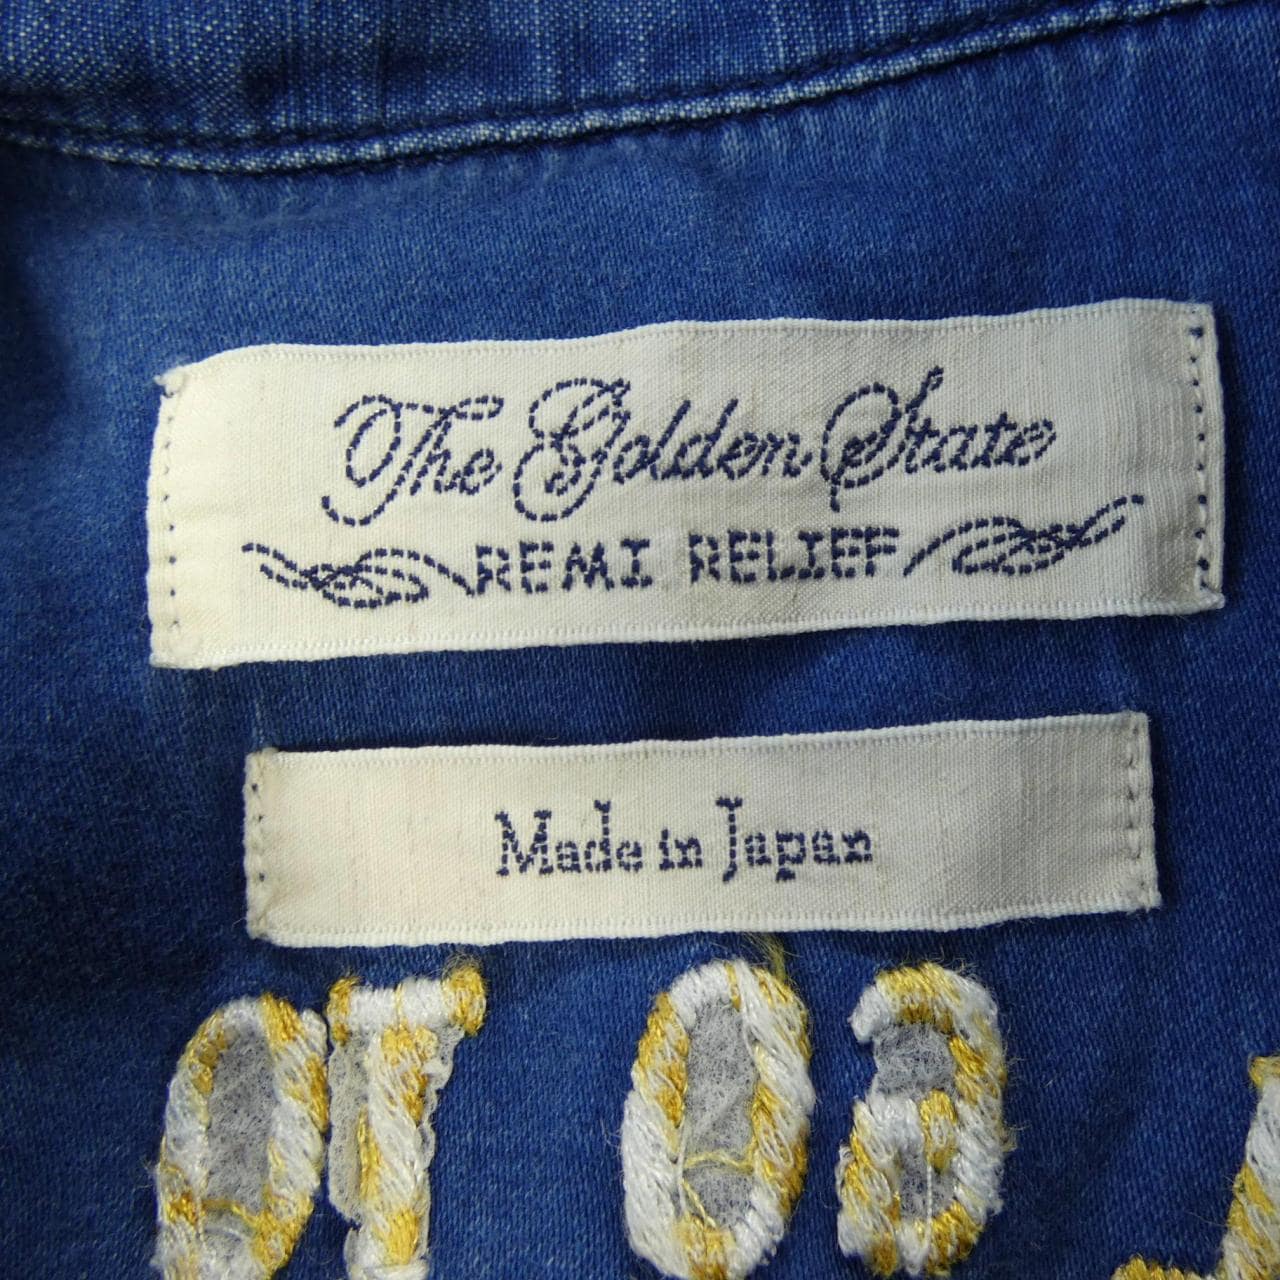 The Golden State
REMI RELIEF
Made in Japan